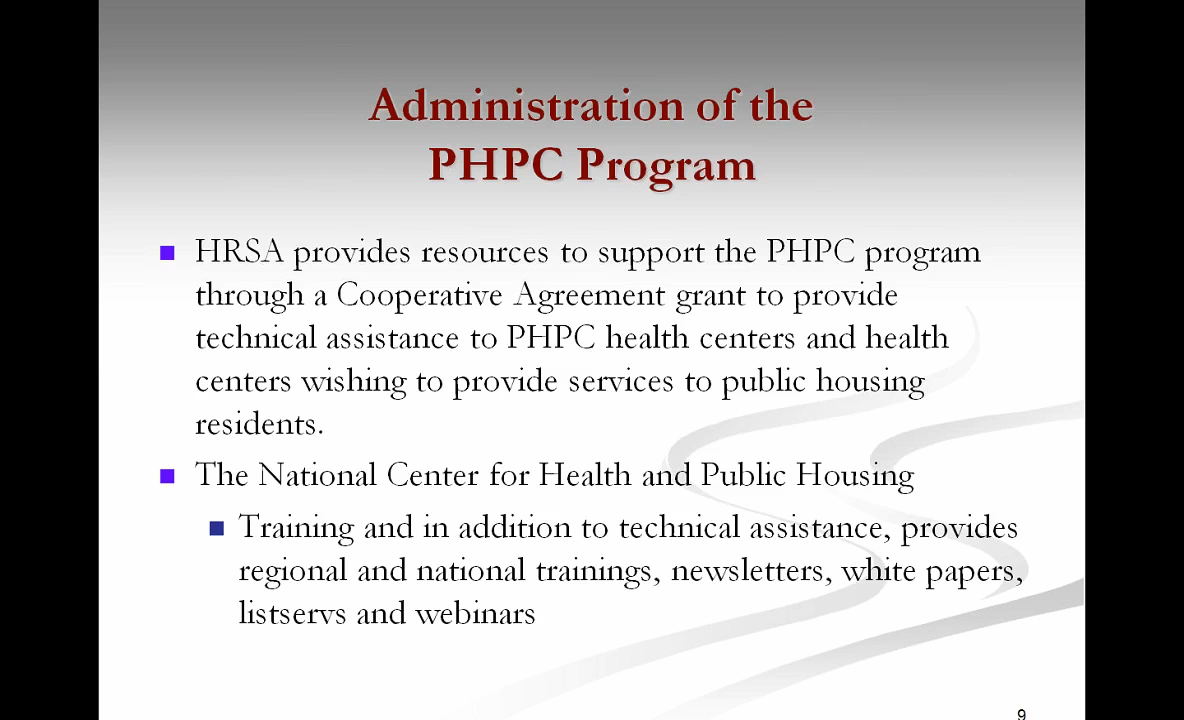 Administration of the
PHPC Program
HRSA provides resources to support the PHPC program
through a Cooperative Agreement grant to provide
technical assistance to PHPC health centers and health
centers wishing to provide services to public housing
residents.
The National Center for Health and Public Housing
Training and in addition to technical assistance, provides
regional and national trainings, newsletters, white papers,
listservs and webinars
9